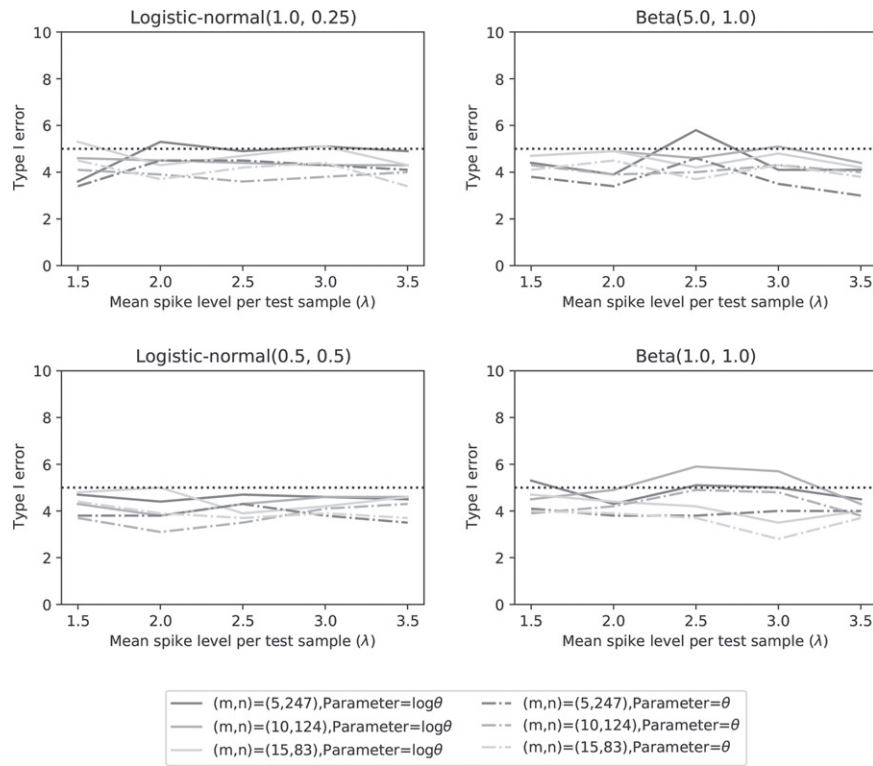 Logistic-normal(1.0, 0.25)
Beta(5.0, 1.0)
10
8
6
4
2
0
Type I error
1.5 2.0 2.5 3.0 3.5
Mean spike level per test sample (λ)
10
8
6
4
2
0
Type I error
1.5 2.0 2.5 3.0 3.5
Mean spike level per test sample (λ)
Logistic-normal(0.5, 0.5)
Beta(1.0, 1.0)
10
8
6
4
2
0
Type I error
1.5 2.0 2.5 3.0 3.5
Mean spike level per test sample (λ)
10
8
6
4
2
0
Type I error
1.5 2.0 2.5 3.0 3.5
Mean spike level per test sample (λ)
(m,n)=(5,247),Parameter=logθ
(m,n)=(10,124),Parameter=logθ
(m,n)=(15,83),Parameter=logθ
(m,n)=(5,247),Parameter=θ
(m,n)=(10,124),Parameter=θ
(m,n)=(15,83),Parameter=θ